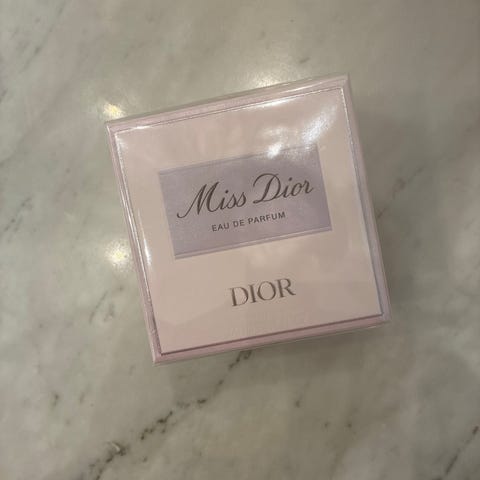 Miss Dior
EAU DE PARFUM
DIOR